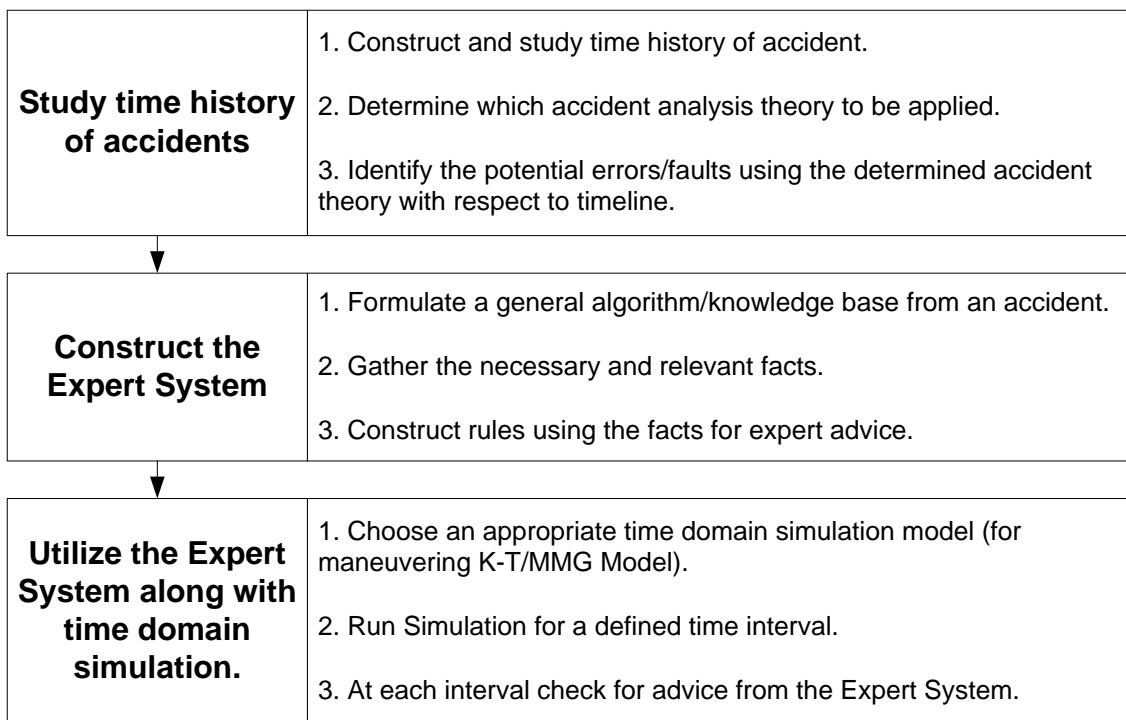 Study time history
of accidents
1. Construct and study time history of accident.
2. Determine which accident analysis theory to be applied.
3. Identify the potential errors/faults using the determined accident
theory with respect to timeline.
Construct the
Expert System
1. Formulate a general algorithm/knowledge base from an accident.
2. Gather the necessary and relevant facts.
3. Construct rules using the facts for expert advice.
Utilize the Expert
System along with
time domain
simulation.
1. Choose an appropriate time domain simulation model (for
maneuvering K-T/MMG Model).
2. Run Simulation for a defined time interval.
3. At each interval check for advice from the Expert System.